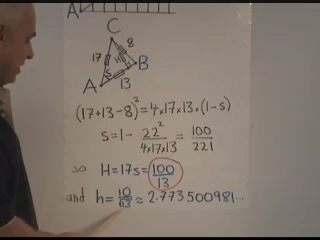 A
C
17 8
H
s B
A 13
(17+13-8)²=4×17×13×(1-s)
s=1-22²/4×17×13=100/221
so H=17s=100/13
and h=10/√13≈2.773500981...